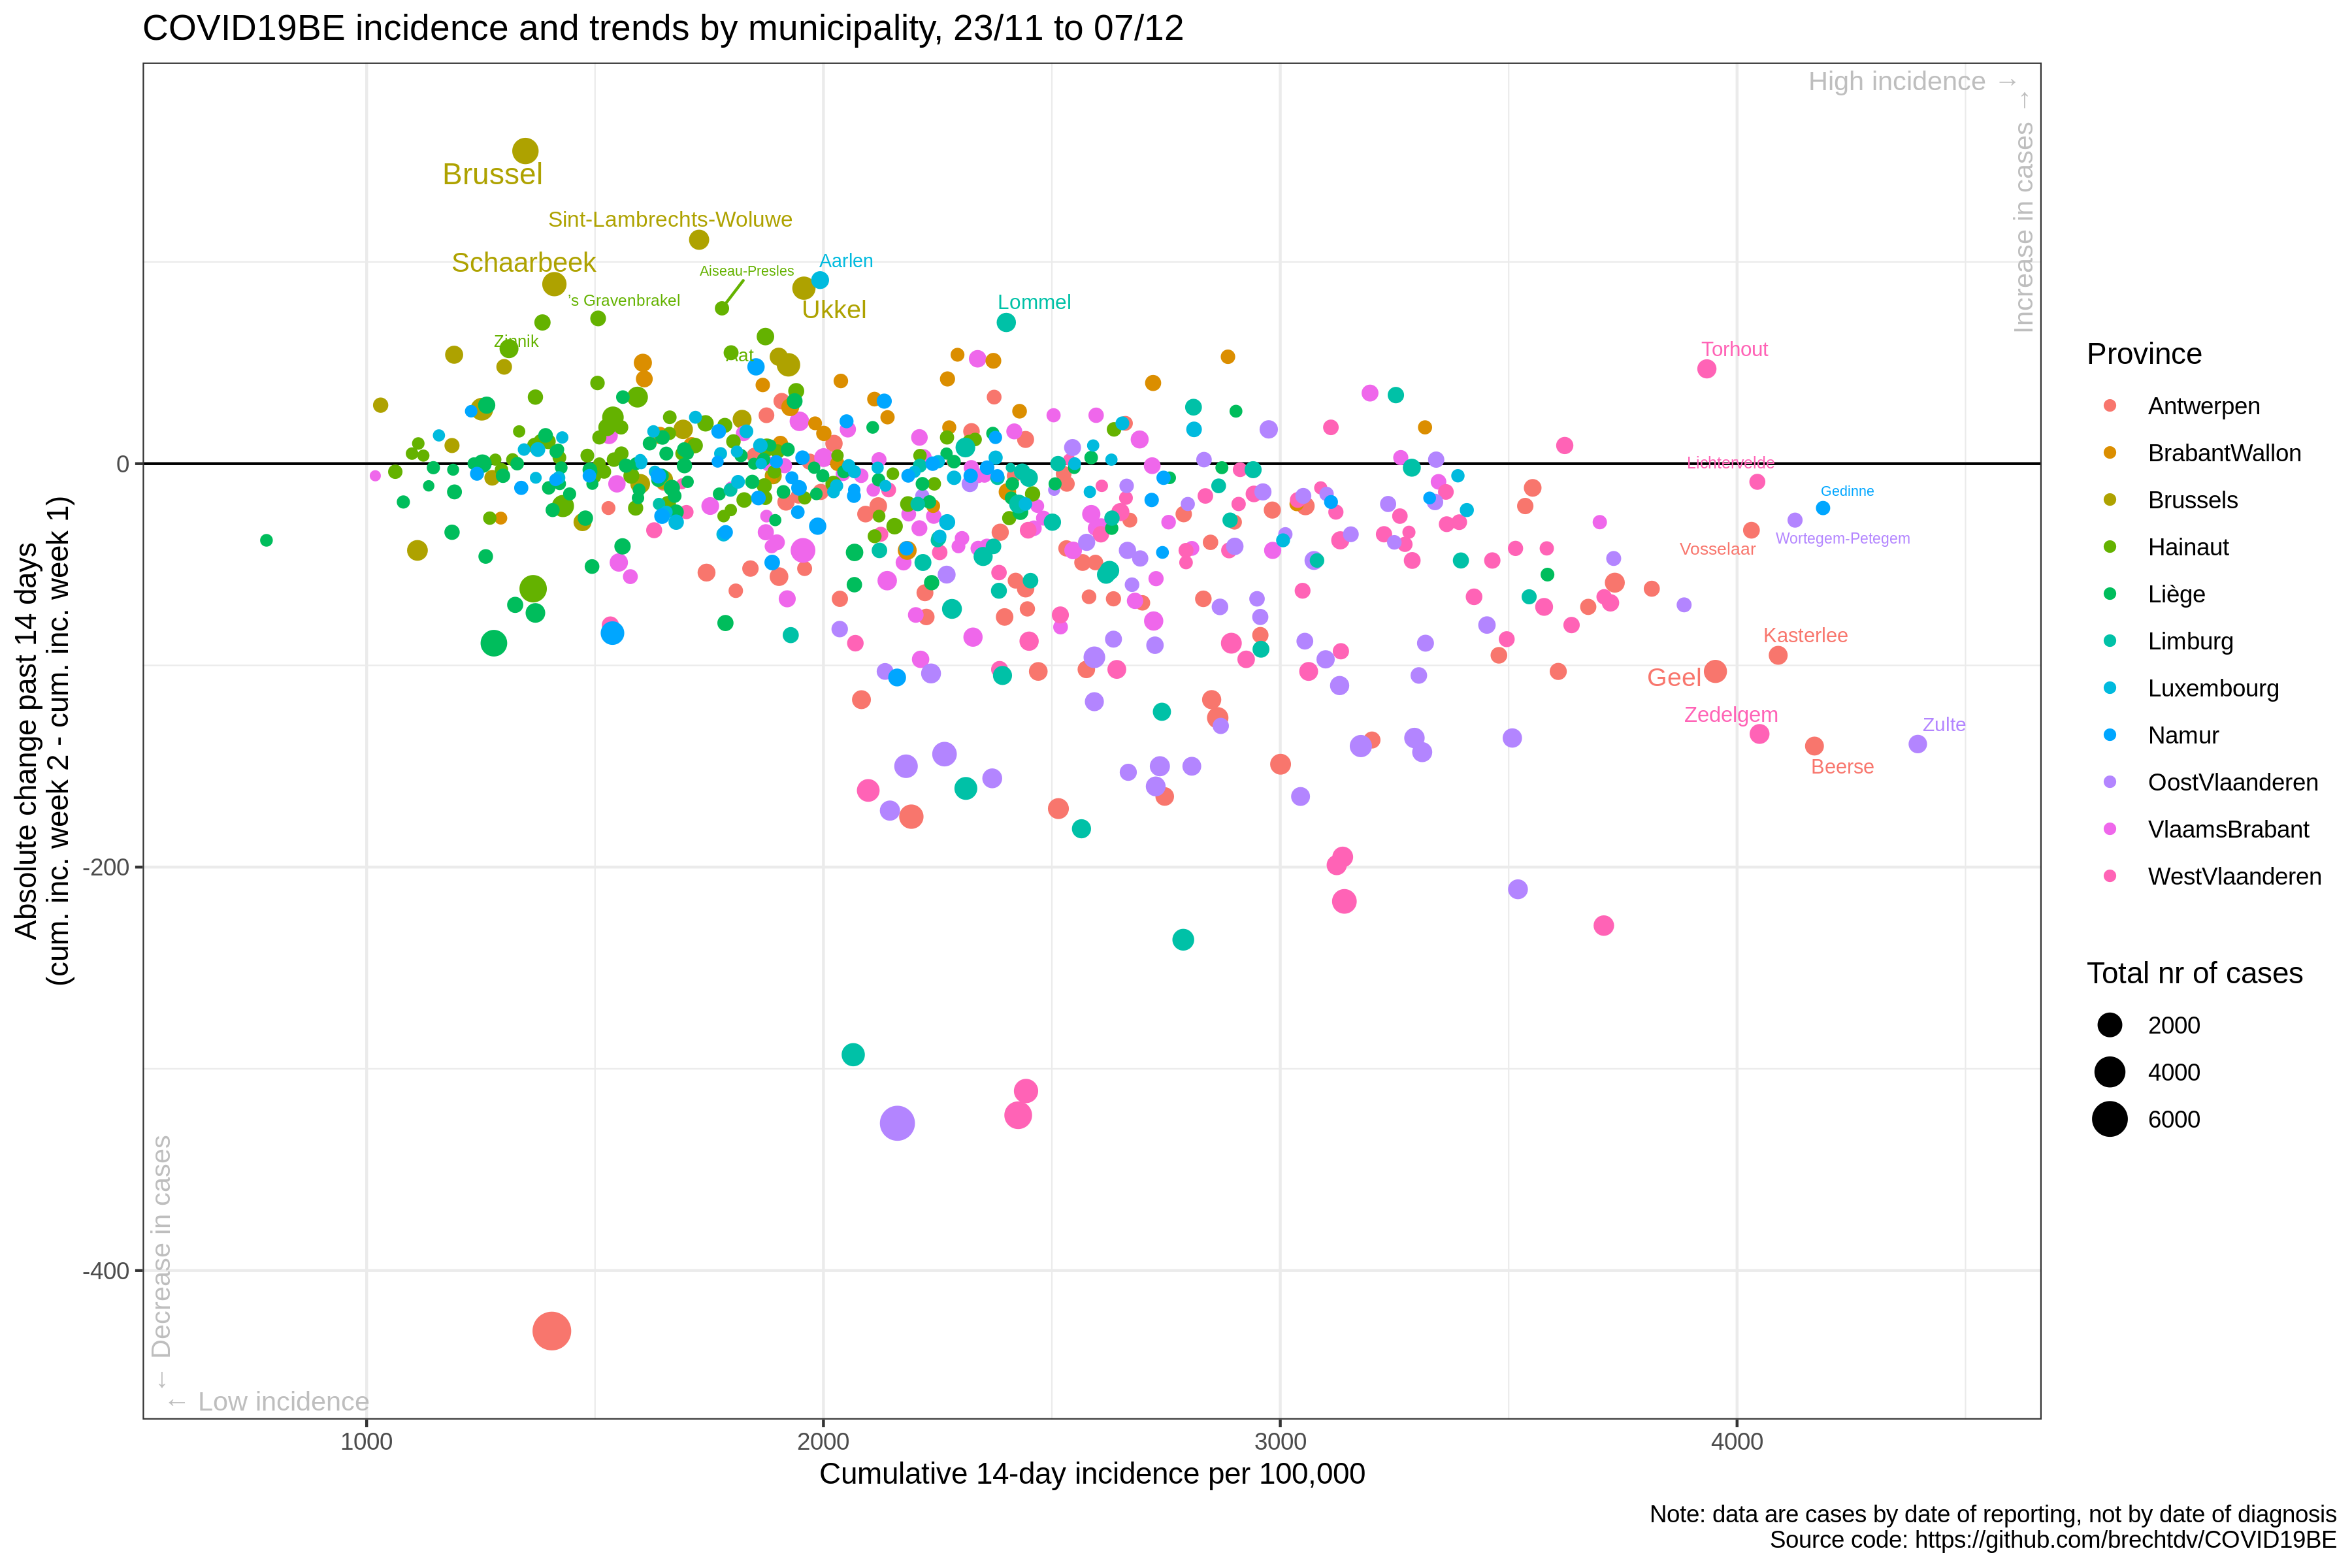 COVID19BE incidence and trends by municipality, 23/11 to 07/12
High incidence →
Increase in cases →
Brussel
Sint-Lambrechts-Woluwe
Schaarbeek
Aarlen
Aiseau-Presles
's Gravenbrakel
Ukkel
Lommel
Zinnik
Aat
Torhout
Lichtervelde
Gedinne
Wortegem-Petegem
Vosselaar
Kasterlee
Geel
Zedelgem
Zulte
Beerse
← Decrease in cases
← Low incidence
0
-200
-400
Absolute change past 14 days
(cum. inc. week 2 - cum. inc. week 1)
1000
2000
3000
4000
Cumulative 14-day incidence per 100,000
Province
Antwerpen
BrabantWallon
Brussels
Hainaut
Liège
Limburg
Luxembourg
Namur
OostVlaanderen
VlaamsBrabant
WestVlaanderen
Total nr of cases
2000
4000
6000
Note: data are cases by date of reporting, not by date of diagnosis
Source code: https://github.com/brechtdv/COVID19BE